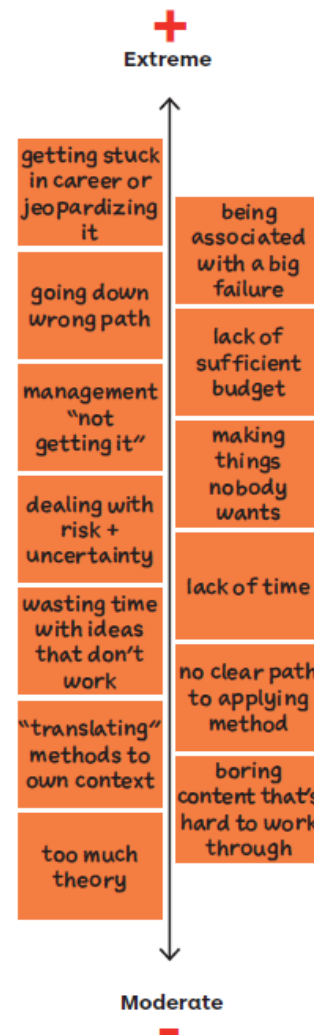 +
Extreme
getting stuck
in career or
jeopardizing
it
being
associated
with a big
failure
going down
wrong path
lack of
sufficient
budget
management
“not
getting it”
making
things
nobody
wants
dealing with
risk +
uncertainty
lack of time
wasting time
with ideas
that don’t
work
no clear path
to applying
method
“translating”
methods to
own context
boring
content that’s
hard to work
through
too much
theory
Moderate
-